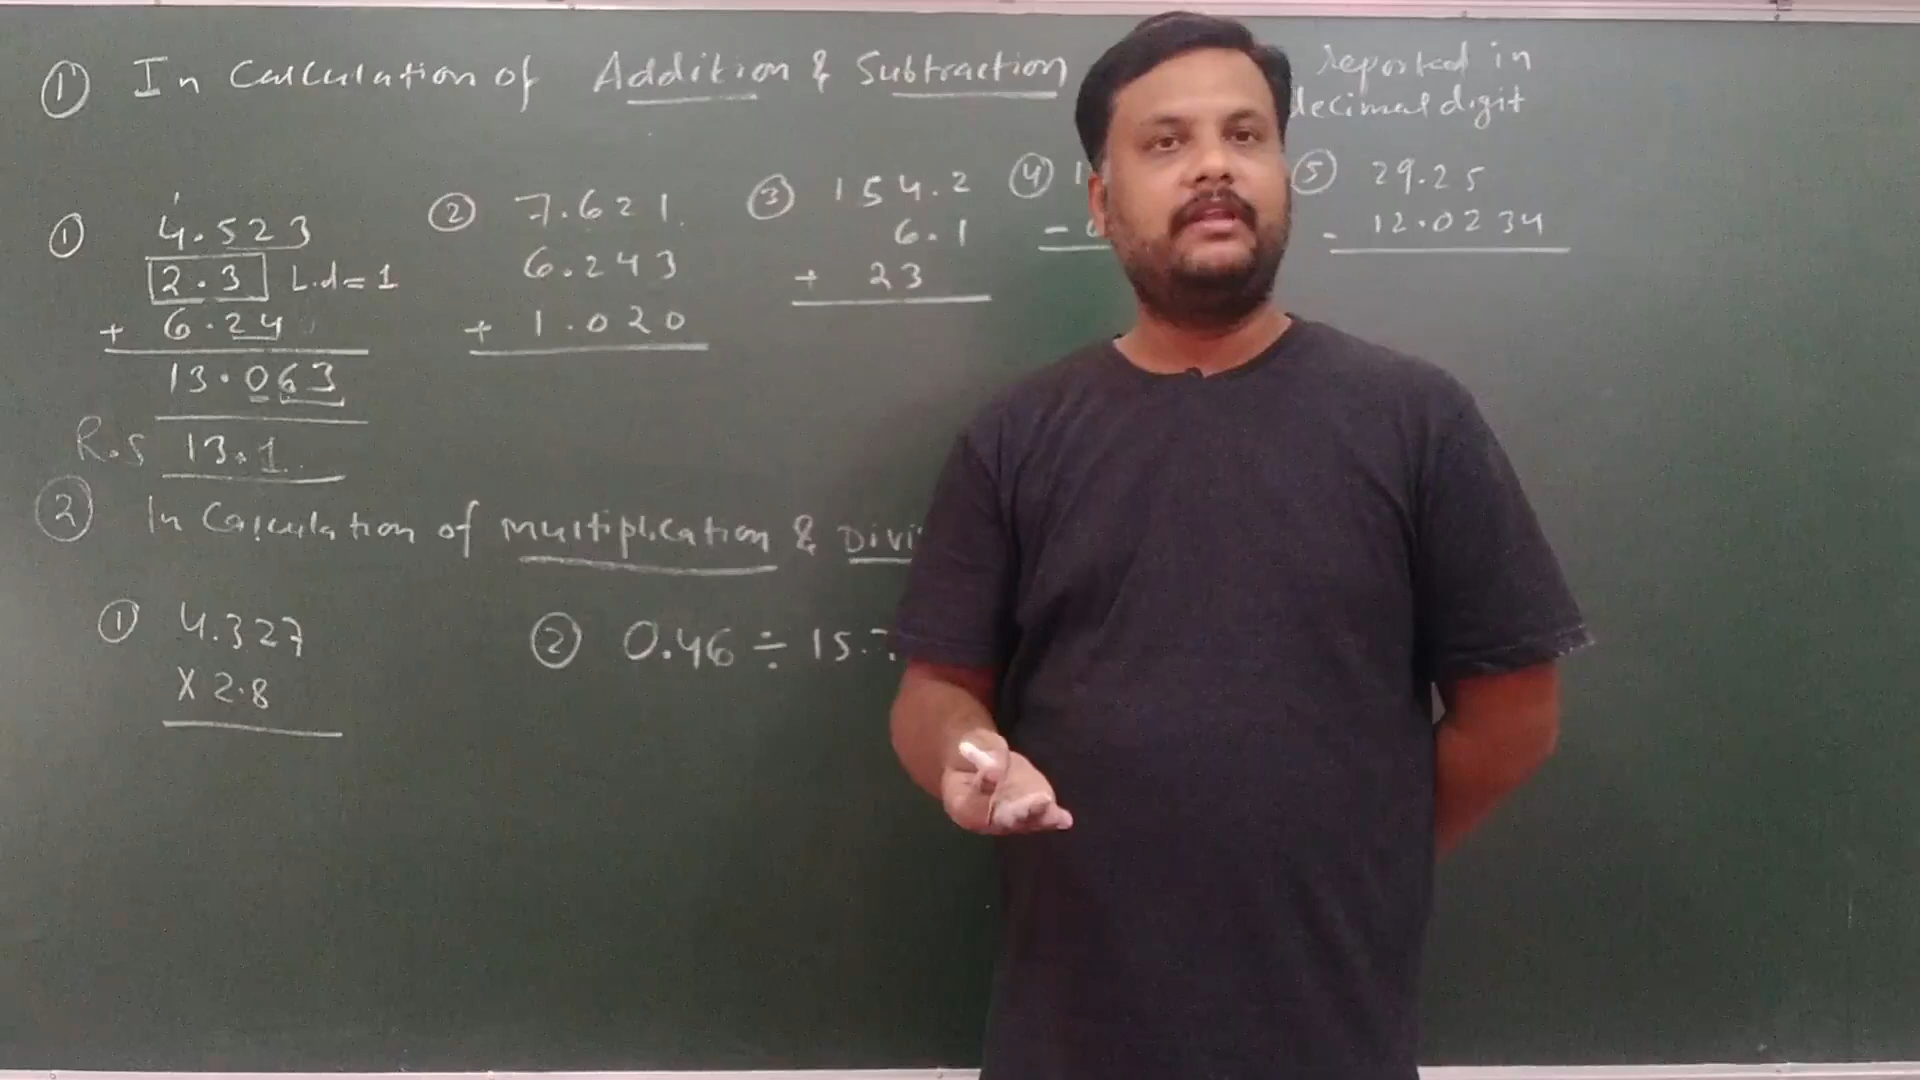 ① In Calculation of Addition & Subtraction reported in
decimal digit
① 4.523
2.3 L.d=1
+ 6.24
13.063
R.S 13.1
② 7.621
6.243
+ 1.020
③ 154.2
6.1
+ 23
④ 1
-
⑤ 29.25
- 12.0234
② In Calculation of multiplication &
① 4.327
X 2.8
② 0.46 ÷ 15.